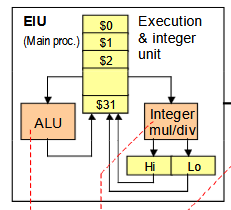 EIU
(Main proc.)
$0
$1
$2
$31
Execution
& integer
unit
ALU
Integer
mul/div
Hi
Lo